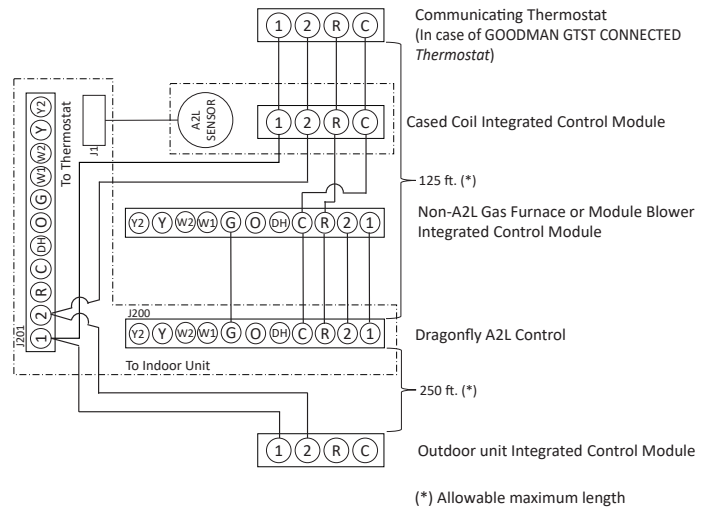 1 2 R C
Communicating Thermostat
(In case of GOODMAN GTST CONNECTED
Thermostat)
Y2 Y W2 W1 G O DH C R 2 1
To Thermostat
J201
J1
A2L
SENSOR
1 2 R C
Cased Coil Integrated Control Module
125 ft. (*)
Y2 Y W2 W1 G O DH C R 2 1
Non-A2L Gas Furnace or Module Blower
Integrated Control Module
J200
Y2 Y W2 W1 G O DH C R 2 1
Dragonfly A2L Control
To Indoor Unit
250 ft. (*)
1 2 R C
Outdoor unit Integrated Control Module
(*) Allowable maximum length